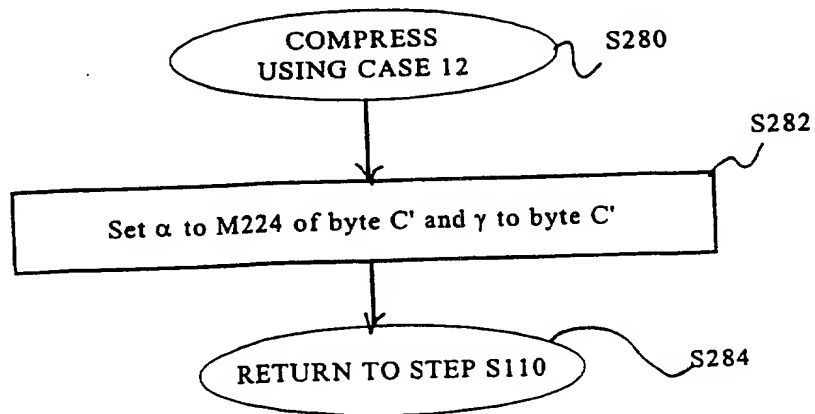 COMPRESS
USING CASE 12
S280
S282
Set α to M224 of byte C' and γ to byte C'
RETURN TO STEP S110
S284